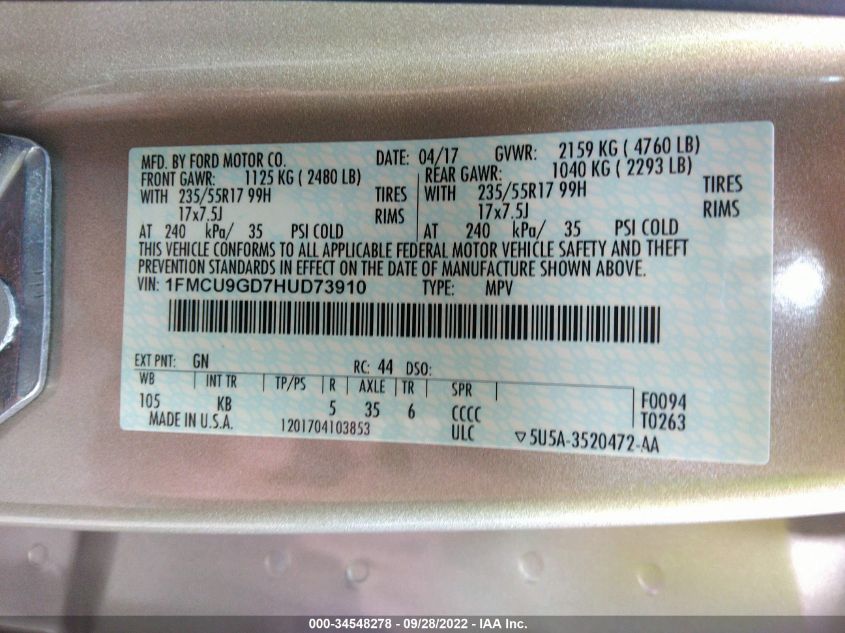 MFD. BY FORD MOTOR CO. DATE: 04/17 GVWR: 2159 KG ( 4760 LB)
FRONT GAWR: 1125 KG ( 2480 LB) REAR GAWR: 1040 KG ( 2293 LB)
WITH 235/55R17 99H TIRES WITH 235/55R17 99H TIRES
17x7.5J RIMS 17x7.5J RIMS
AT 240 kPa/ 35 PSI COLD AT 240 kPa/ 35 PSI COLD
THIS VEHICLE CONFORMS TO ALL APPLICABLE FEDERAL MOTOR VEHICLE SAFETY AND THEFT
PREVENTION STANDARDS IN EFFECT ON THE DATE OF MANUFACTURE SHOWN ABOVE.
VIN: 1FMCU9GD7HUD73910 TYPE: MPV
EXT PNT: GN RC: 44 DSO:
WB INT TR TP/PS R AXLE TR SPR
105 KB 5 35 6 CCCC F0094
MADE IN U.S.A. 1201704103853 ULC T0263
▽5U5A-3520472-AA
000-34548278 - 09/28/2022 - IAA Inc.